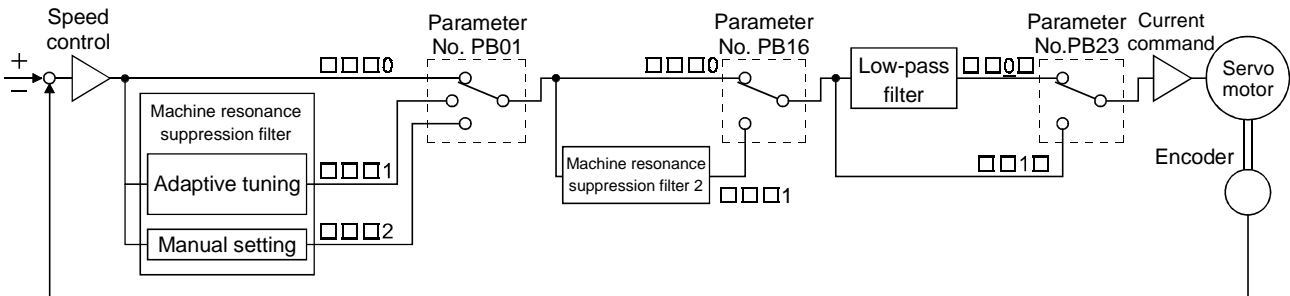 Speed
control
+
−
□□□0
Machine resonance
suppression filter
Adaptive tuning
□□□1
Manual setting
□□□2
Parameter
No. PB01
□□□0
Machine resonance
suppression filter 2
□□□1
Parameter
No. PB16
Low-pass
filter
□□0□
□□1□
Parameter
No.PB23
Current
command
Servo
motor
Encoder